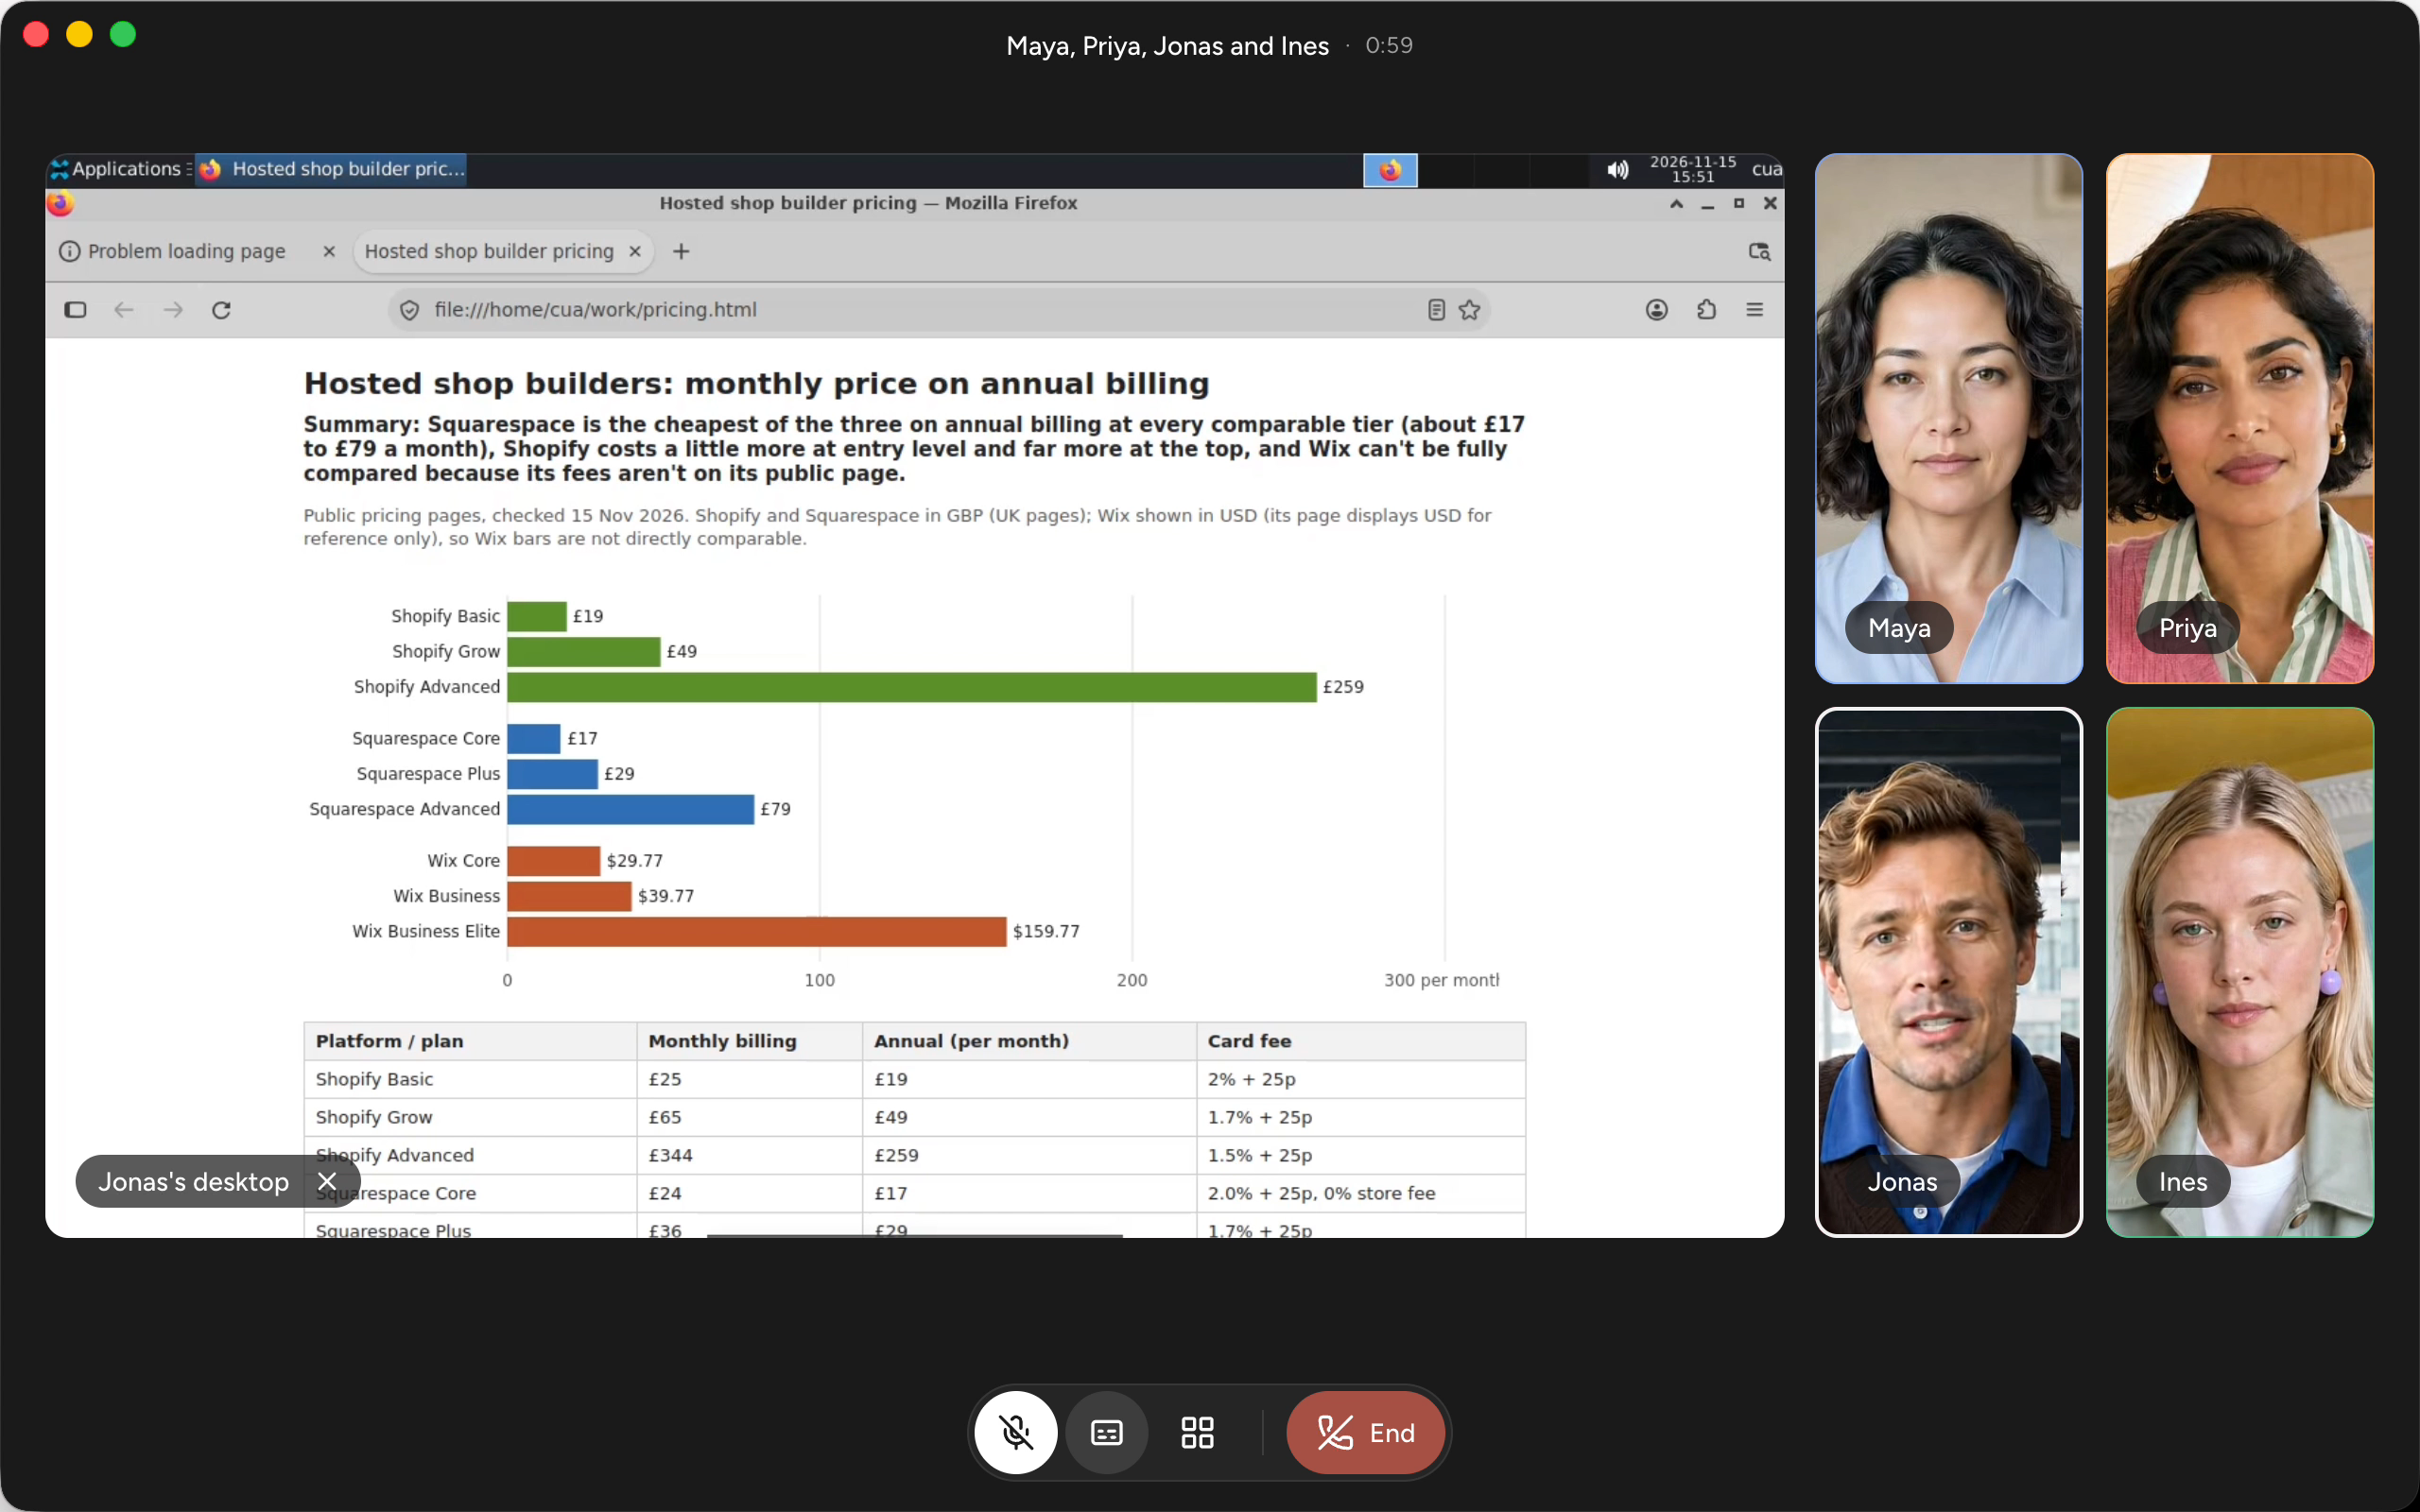 Maya, Priya, Jonas and Ines · 0:59
Applications
Hosted shop builder pric...
2026-11-15
15:51
cua
Hosted shop builder pricing — Mozilla Firefox
Problem loading page
Hosted shop builder pricing
file:///home/cua/work/pricing.html
Hosted shop builders: monthly price on annual billing
Summary: Squarespace is the cheapest of the three on annual billing at every comparable tier (about £17
to £79 a month), Shopify costs a little more at entry level and far more at the top, and Wix can't be fully
compared because its fees aren't on its public page.
Public pricing pages, checked 15 Nov 2026. Shopify and Squarespace in GBP (UK pages); Wix shown in USD (its page displays USD for
reference only), so Wix bars are not directly comparable.
Shopify Basic £19
Shopify Grow £49
Shopify Advanced £259
Squarespace Core £17
Squarespace Plus £29
Squarespace Advanced £79
Wix Core $29.77
Wix Business $39.77
Wix Business Elite $159.77
0 100 200 300 per month
Platform / plan Monthly billing Annual (per month) Card fee
Shopify Basic £25 £19 2% + 25p
Shopify Grow £65 £49 1.7% + 25p
Shopify Advanced £344 £259 1.5% + 25p
Squarespace Core £24 £17 2.0% + 25p, 0% store fee
Squarespace Plus £36 £29 1.7% + 25p
Jonas's desktop
Maya
Priya
Jonas
Ines
End